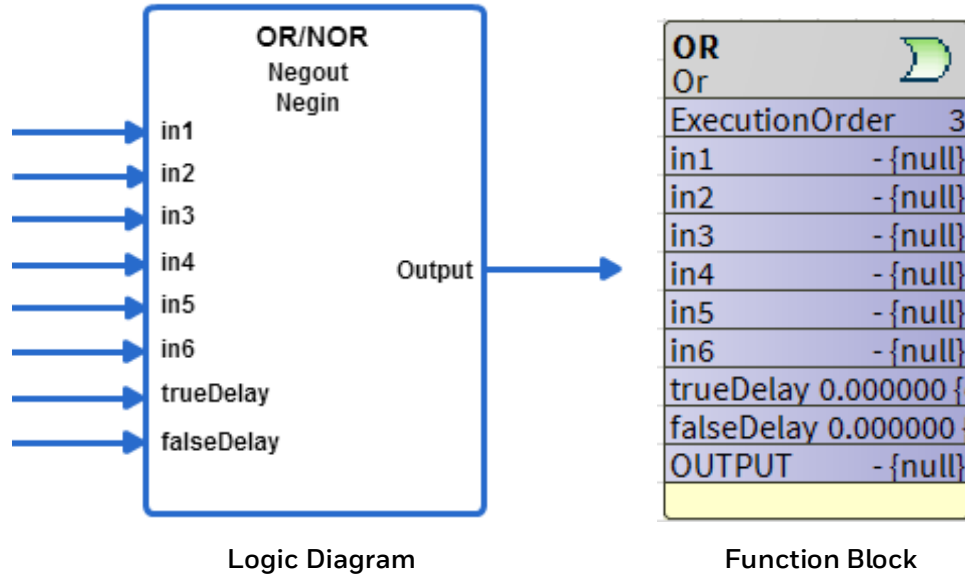 OR/NOR
Negout
Negin
in1
in2
in3
in4
in5
in6
trueDelay
falseDelay
Output
Logic Diagram
OR
Or
ExecutionOrder 3
in1 - {null}
in2 - {null}
in3 - {null}
in4 - {null}
in5 - {null}
in6 - {null}
trueDelay 0.000000 {
falseDelay 0.000000 {
OUTPUT - {null}
Function Block